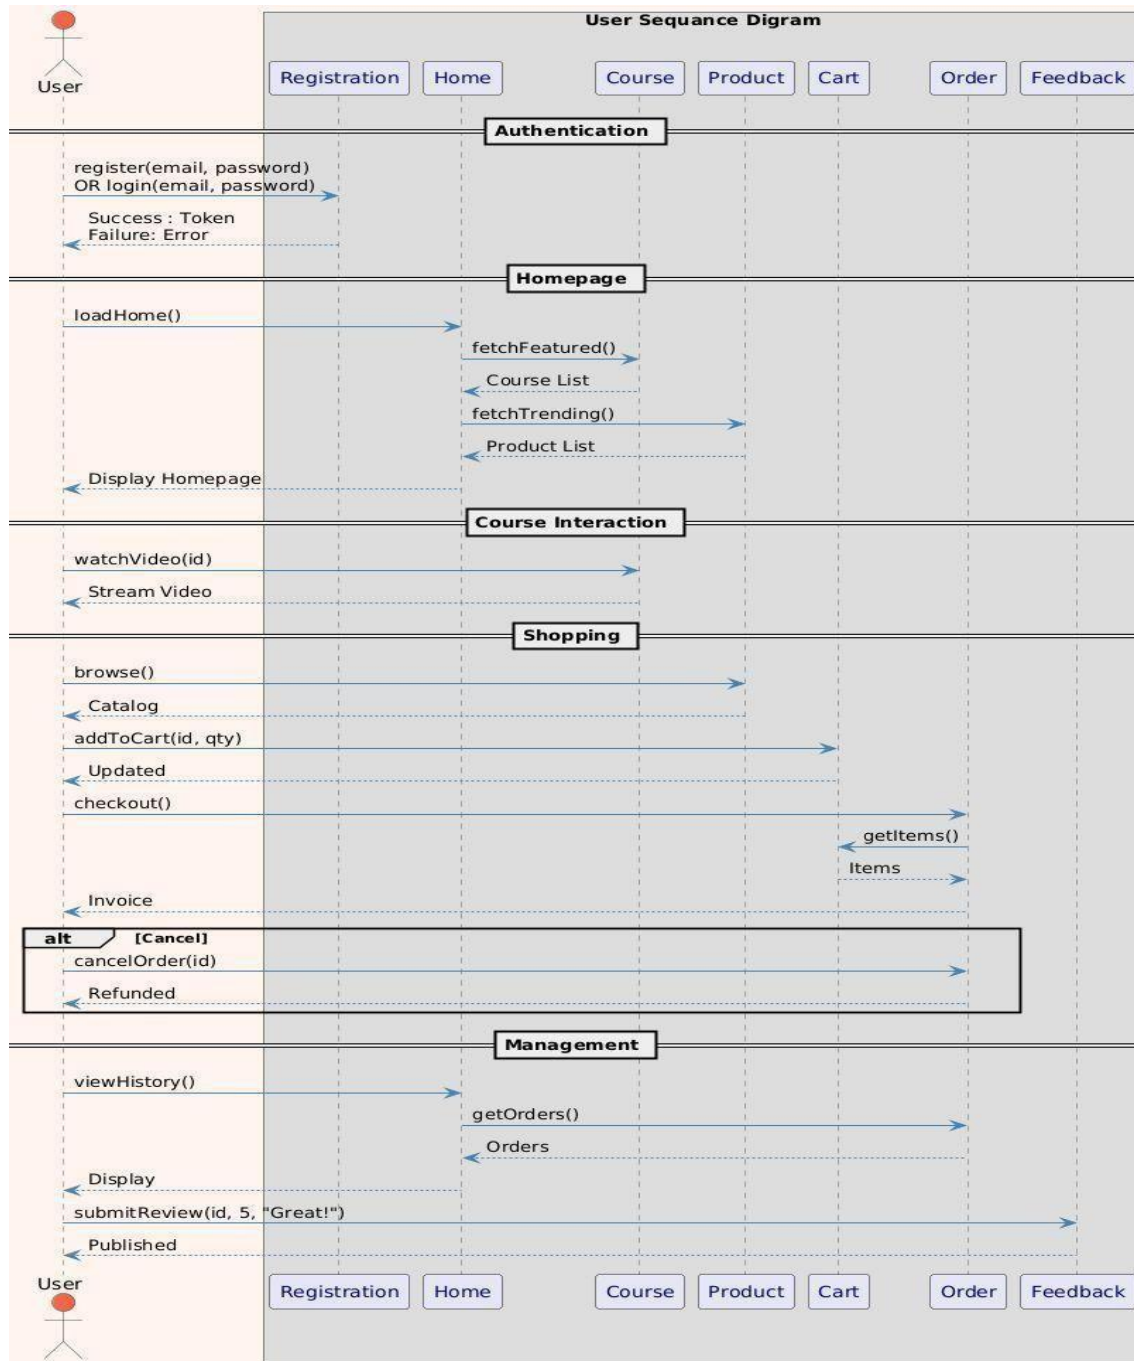 User Sequance Digram
User
Registration
Home
Course
Product
Cart
Order
Feedback
Authentication
register(email, password)
OR login(email, password)
Success : Token
Failure: Error
Homepage
loadHome()
fetchFeatured()
Course List
fetchTrending()
Product List
Display Homepage
Course Interaction
watchVideo(id)
Stream Video
Shopping
browse()
Catalog
addToCart(id, qty)
Updated
checkout()
getItems()
Items
Invoice
alt [Cancel]
cancelOrder(id)
Refunded
Management
viewHistory()
getOrders()
Orders
Display
submitReview(id, 5, "Great!")
Published
User
Registration
Home
Course
Product
Cart
Order
Feedback